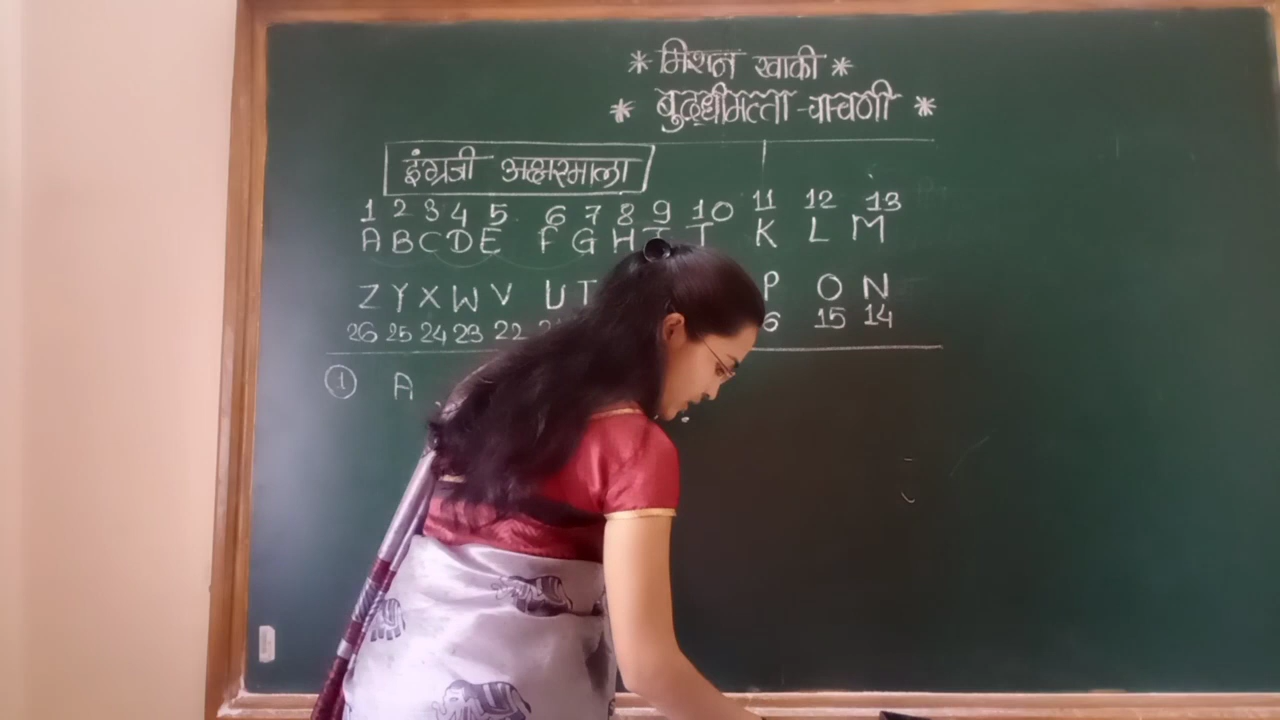 * मिशन खाकी *
* बुद्धीमत्ता-चाचणी *
इंग्रजी अक्षरमाला
1 2 3 4 5 6 7 8 9 10 11 12 13
A B C D E F G H I J K L M
Z Y X W V U T P O N
26 25 24 23 22 15 14
① A